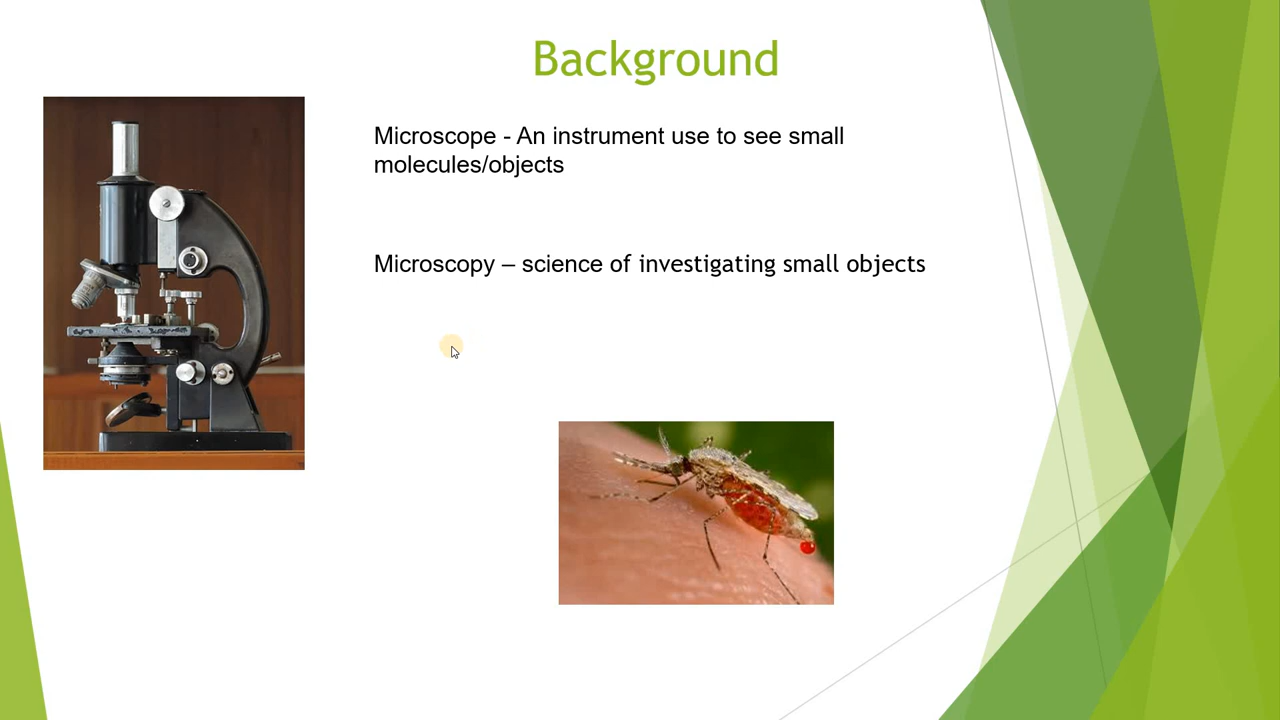 Background
Microscope - An instrument use to see small
molecules/objects
Microscopy – science of investigating small objects